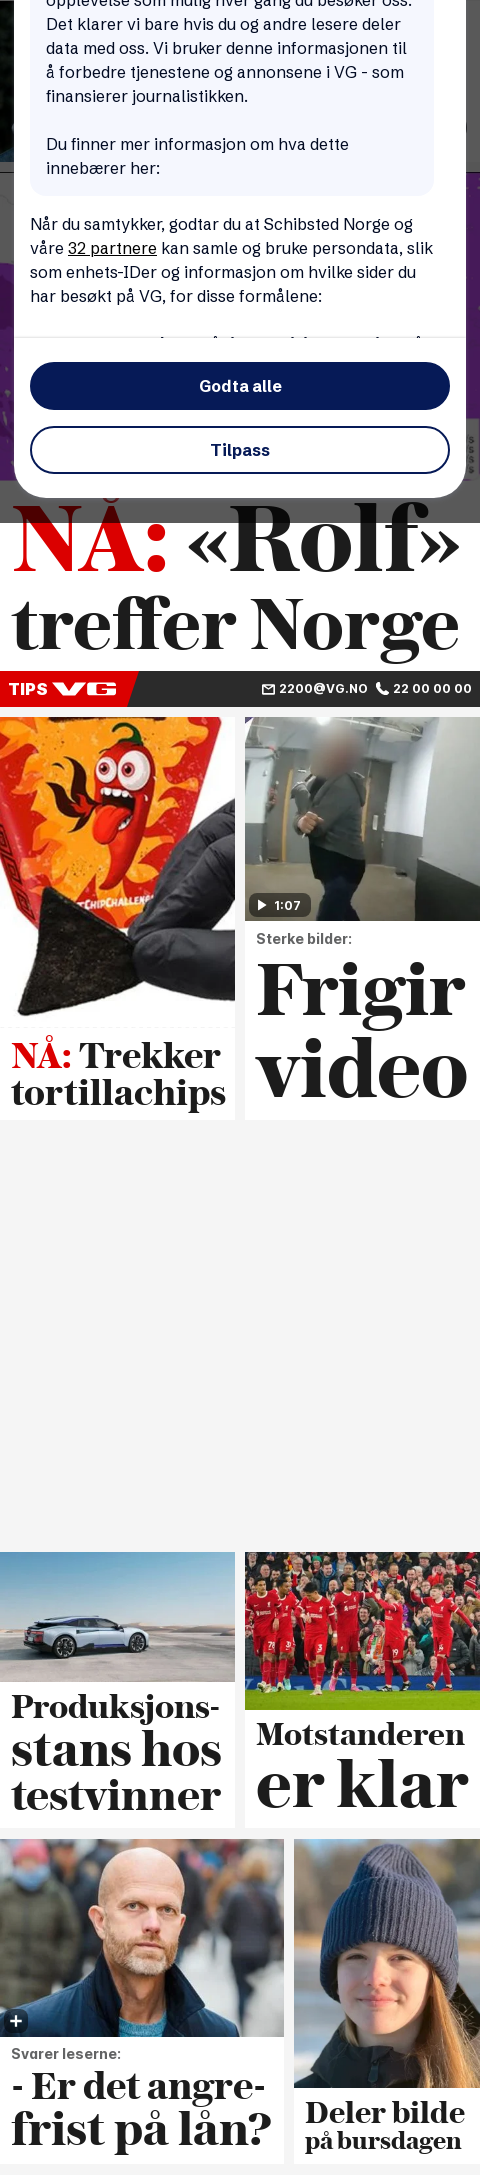 opplevelse som mulig hver gang du besøker oss.
Det klarer vi bare hvis du og andre lesere deler
data med oss. Vi bruker denne informasjonen til
å forbedre tjenestene og annonsene i VG - som
finansierer journalistikken.
Du finner mer informasjon om hva dette
innebærer her:
Når du samtykker, godtar du at Schibsted Norge og
våre 32 partnere kan samle og bruke persondata, slik
som enhets-IDer og informasjon om hvilke sider du
har besøkt på VG, for disse formålene:
Godta alle
Tilpass
NÅ: «Rolf»
treffer Norge
TIPS VG
2200@VG.NO 22 00 00 00
TCHIPCHALLENG
1:07
Sterke bilder:
Frigir
video
NÅ: Trekker
tortillachips
Produksjons-
stans hos
testvinner
Motstanderen
er klar
Svarer leserne:
- Er det angre-
frist på lån?
Deler bilde
på bursdagen